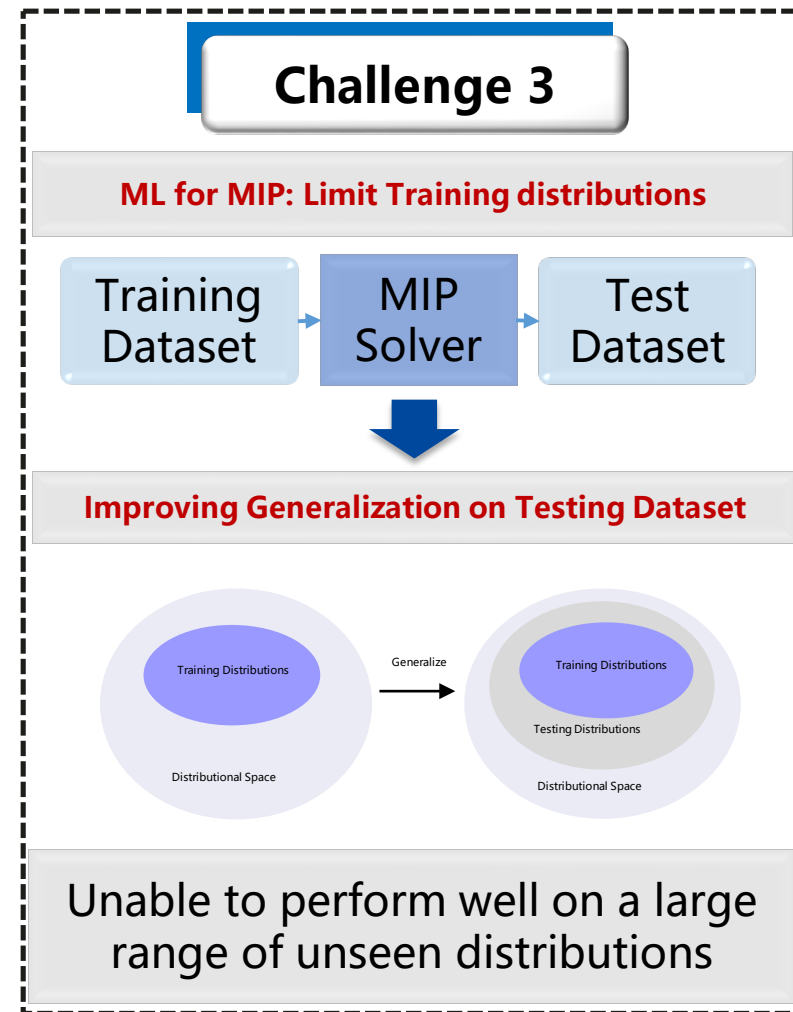 Challenge 3
ML for MIP: Limit Training distributions
Training
Dataset
MIP
Solver
Test
Dataset
Improving Generalization on Testing Dataset
Training Distributions
Distributional Space
Generalize
Training Distributions
Testing Distributions
Distributional Space
Unable to perform well on a large
range of unseen distributions